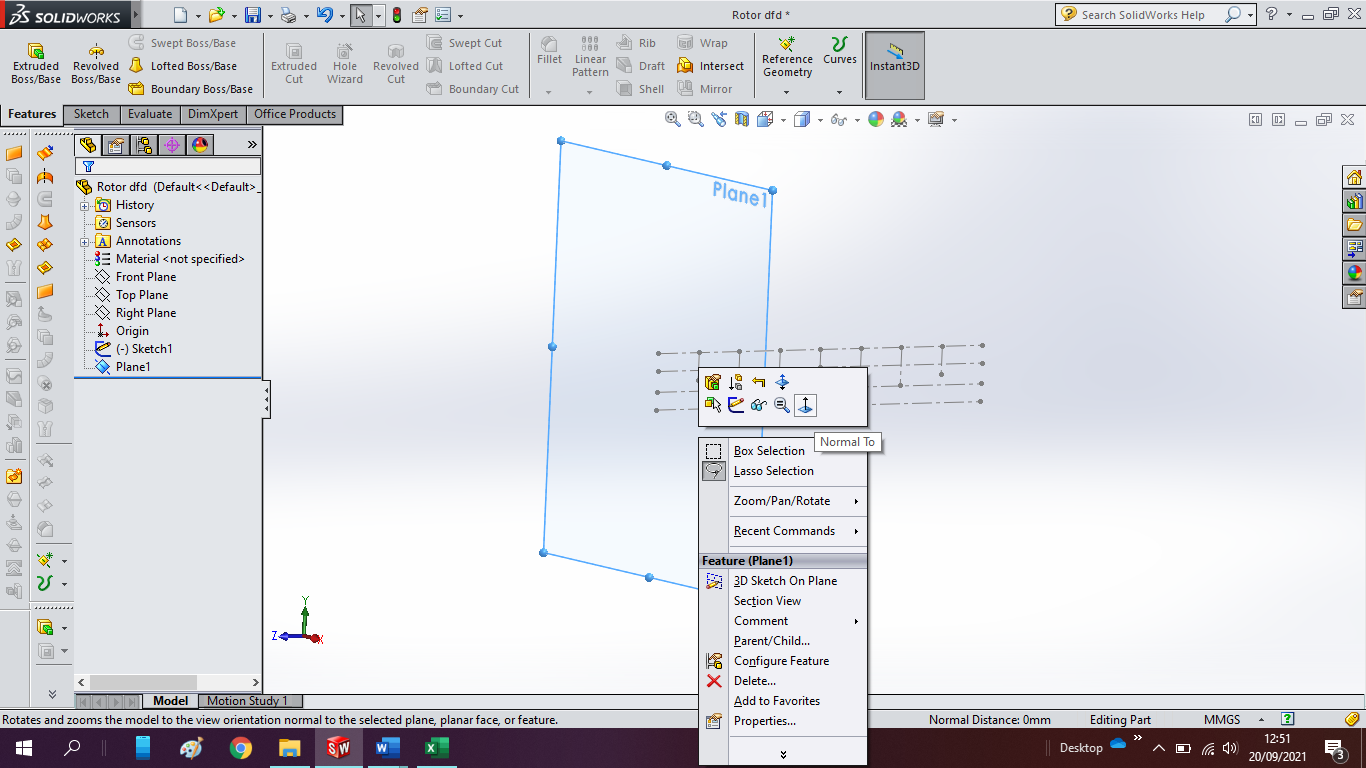 SOLIDWORKS
Rotor dfd *
Search SolidWorks Help
Extruded Boss/Base
Revolved Boss/Base
Swept Boss/Base
Lofted Boss/Base
Boundary Boss/Base
Extruded Cut
Hole Wizard
Revolved Cut
Swept Cut
Lofted Cut
Boundary Cut
Fillet
Linear Pattern
Rib
Draft
Shell
Wrap
Intersect
Mirror
Reference Geometry
Curves
Instant3D
Features
Sketch
Evaluate
DimXpert
Office Products
Rotor dfd (Default<<Default>_
History
Sensors
Annotations
Material <not specified>
Front Plane
Top Plane
Right Plane
Origin
(-) Sketch1
Plane1
Plane1
Normal To
Box Selection
Lasso Selection
Zoom/Pan/Rotate
Recent Commands
Feature (Plane1)
3D Sketch On Plane
Section View
Comment
Parent/Child...
Configure Feature
Delete...
Add to Favorites
Properties...
Y
Z
X
Model
Motion Study 1
Rotates and zooms the model to the view orientation normal to the selected plane, planar face, or feature.
Normal Distance: 0mm
Editing Part
MMGS
Desktop
12:51
20/09/2021
3